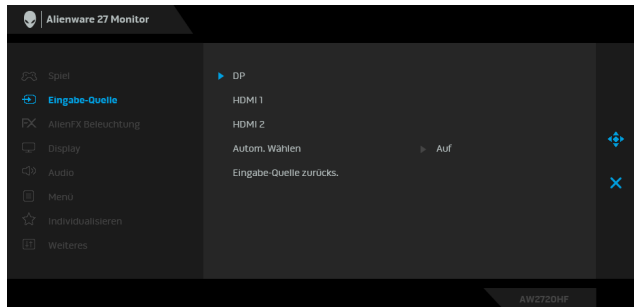 Alienware 27 Monitor
Spiel
Eingabe-Quelle
AlienFX Beleuchtung
Display
Audio
Menü
Individualisieren
Weiteres
DP
HDMI 1
HDMI 2
Autom. Wählen Auf
Eingabe-Quelle zurücks.
AW2720HF